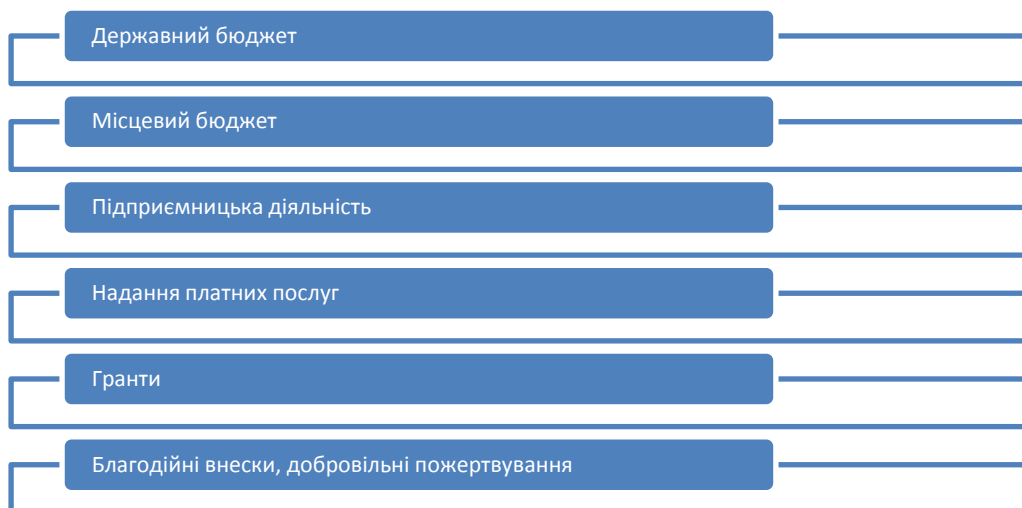 Державний бюджет
Місцевий бюджет
Підприємницька діяльність
Надання платних послуг
Гранти
Благодійні внески, добровільні пожертвування